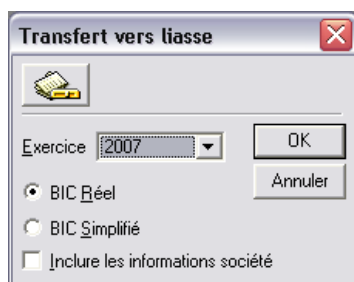 Transfert vers liasse
Exercice 2007
OK
BIC Réel
Annuler
BIC Simplifié
Inclure les informations société